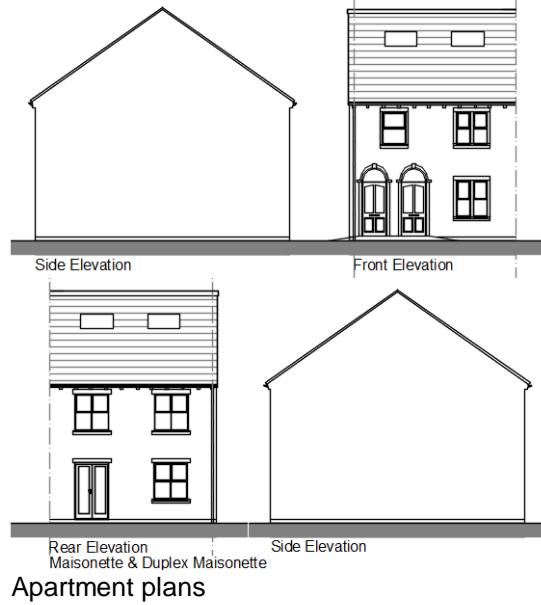 Side Elevation
Front Elevation
Rear Elevation
Maisonette & Duplex Maisonette
Side Elevation
Apartment plans